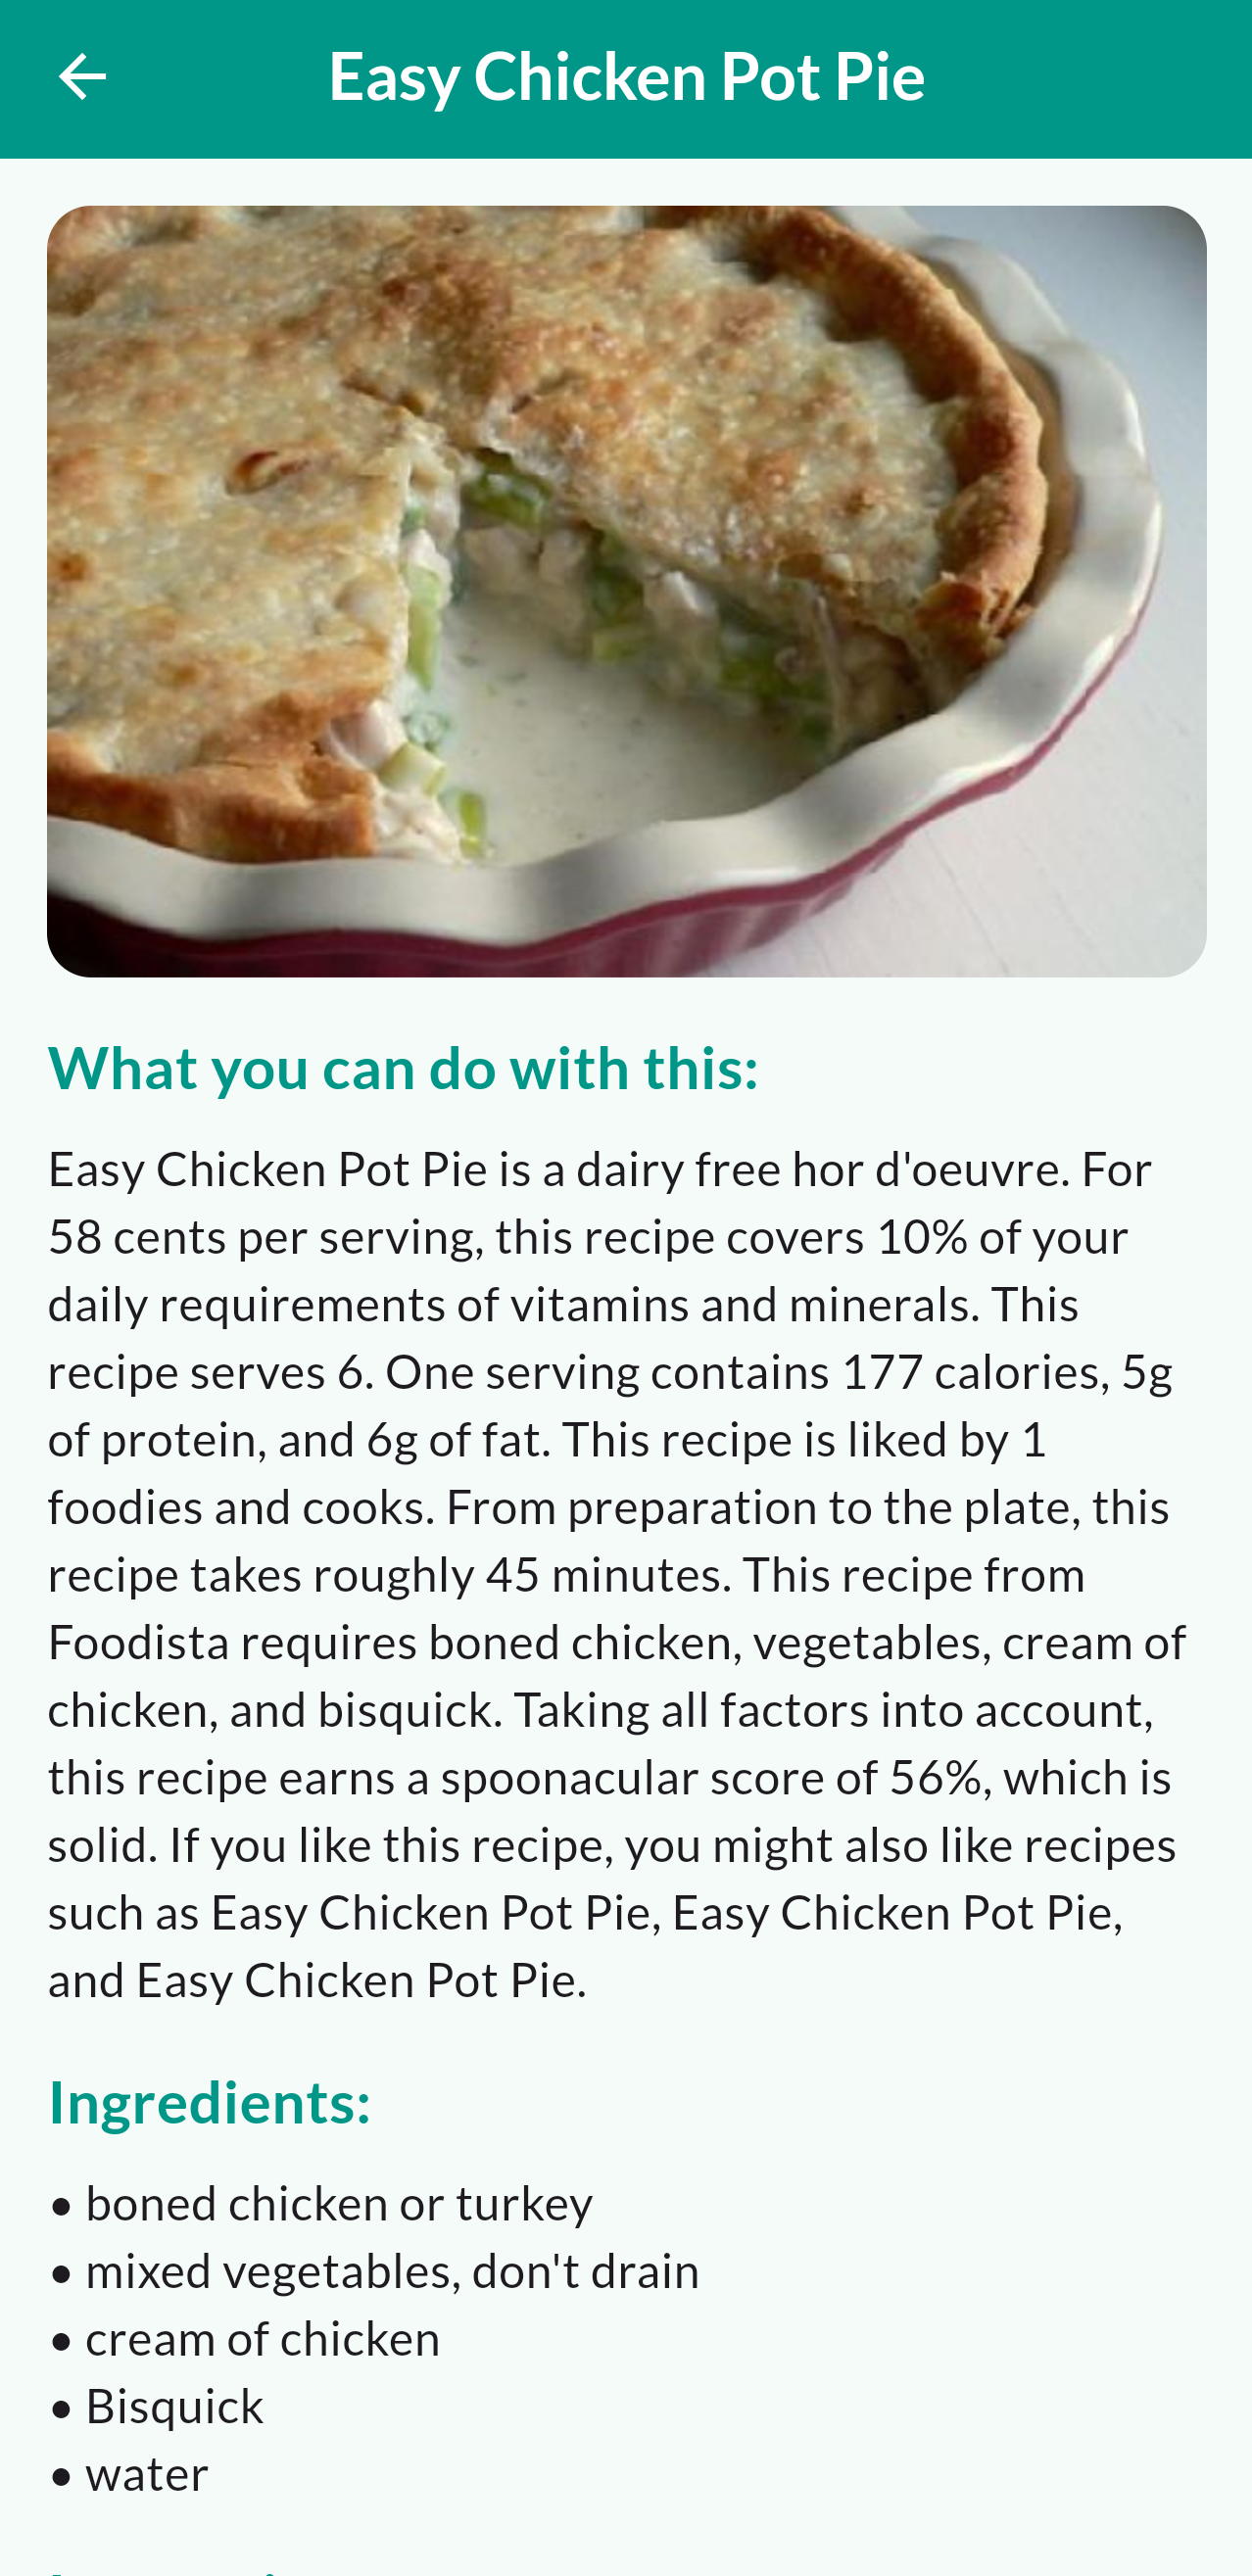 Easy Chicken Pot Pie
What you can do with this:
Easy Chicken Pot Pie is a dairy free hor d'oeuvre. For
58 cents per serving, this recipe covers 10% of your
daily requirements of vitamins and minerals. This
recipe serves 6. One serving contains 177 calories, 5g
of protein, and 6g of fat. This recipe is liked by 1
foodies and cooks. From preparation to the plate, this
recipe takes roughly 45 minutes. This recipe from
Foodista requires boned chicken, vegetables, cream of
chicken, and bisquick. Taking all factors into account,
this recipe earns a spoonacular score of 56%, which is
solid. If you like this recipe, you might also like recipes
such as Easy Chicken Pot Pie, Easy Chicken Pot Pie,
and Easy Chicken Pot Pie.
Ingredients:
• boned chicken or turkey
• mixed vegetables, don't drain
• cream of chicken
• Bisquick
• water